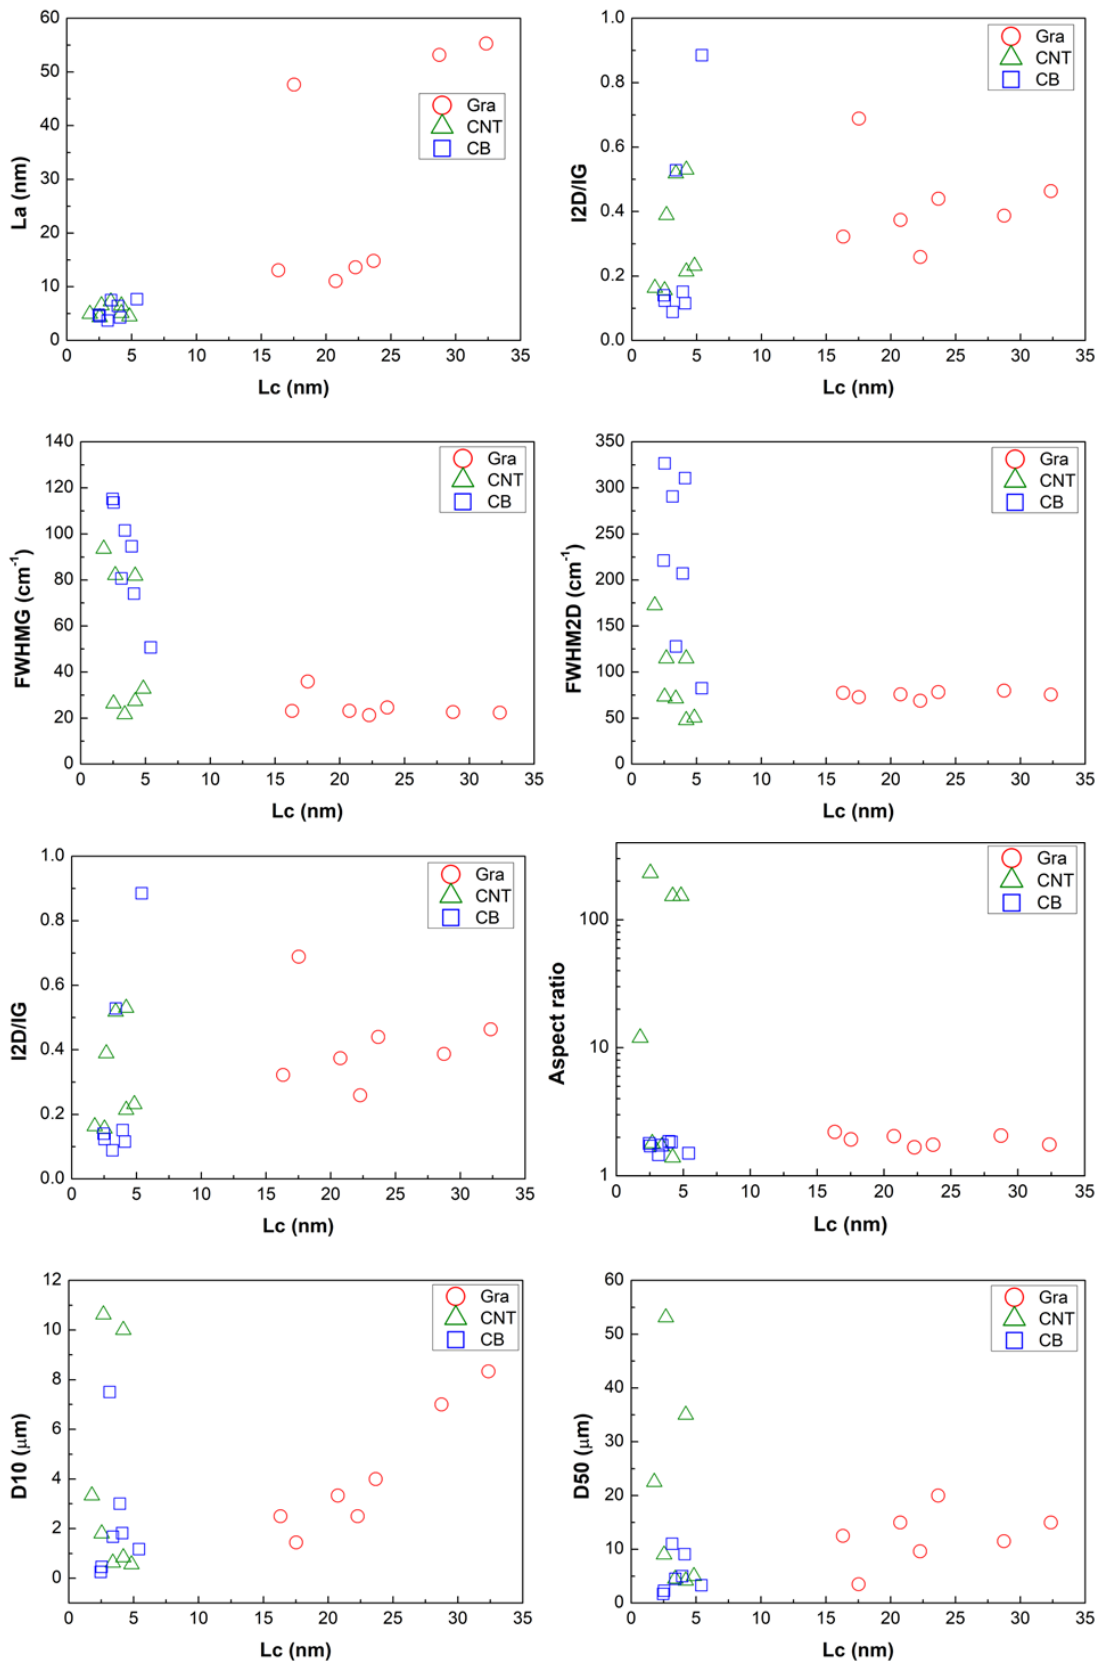 60
50
40
30
20
10
0
La (nm)
Gra
CNT
CB
0 5 10 15 20 25 30 35
Lc (nm)
1.0
0.8
0.6
0.4
0.2
0.0
I2D/IG
Gra
CNT
CB
0 5 10 15 20 25 30 35
Lc (nm)
140
120
100
80
60
40
20
0
FWHMG (cm⁻¹)
Gra
CNT
CB
0 5 10 15 20 25 30 35
Lc (nm)
350
300
250
200
150
100
50
0
FWHM2D (cm⁻¹)
Gra
CNT
CB
0 5 10 15 20 25 30 35
Lc (nm)
1.0
0.8
0.6
0.4
0.2
0.0
I2D/IG
Gra
CNT
CB
0 5 10 15 20 25 30 35
Lc (nm)
100
10
1
Aspect ratio
Gra
CNT
CB
0 5 10 15 20 25 30 35
Lc (nm)
12
10
8
6
4
2
0
D10 (μm)
Gra
CNT
CB
0 5 10 15 20 25 30 35
Lc (nm)
60
50
40
30
20
10
0
D50 (μm)
Gra
CNT
CB
0 5 10 15 20 25 30 35
Lc (nm)